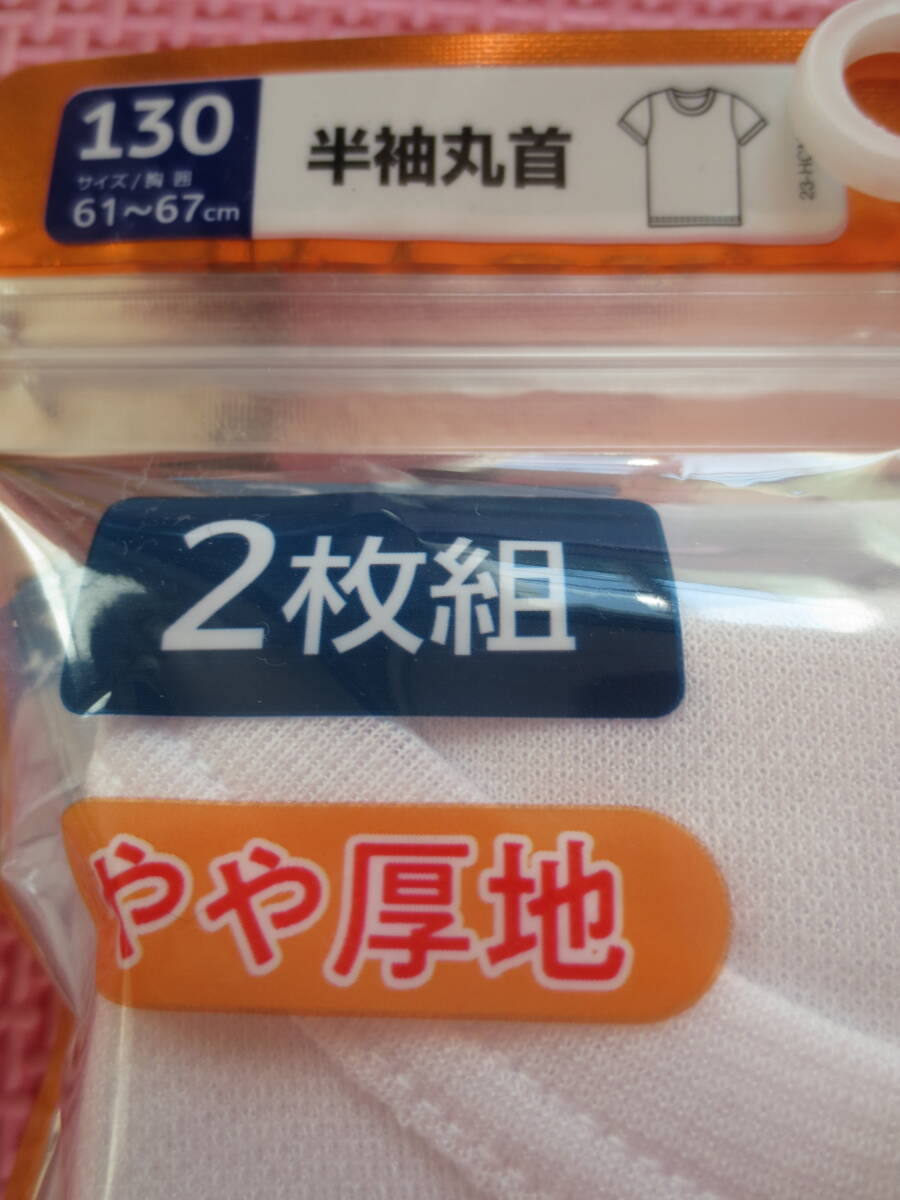 130
サイズ/胸囲
61～67cm
半袖丸首
2枚組
やや厚地